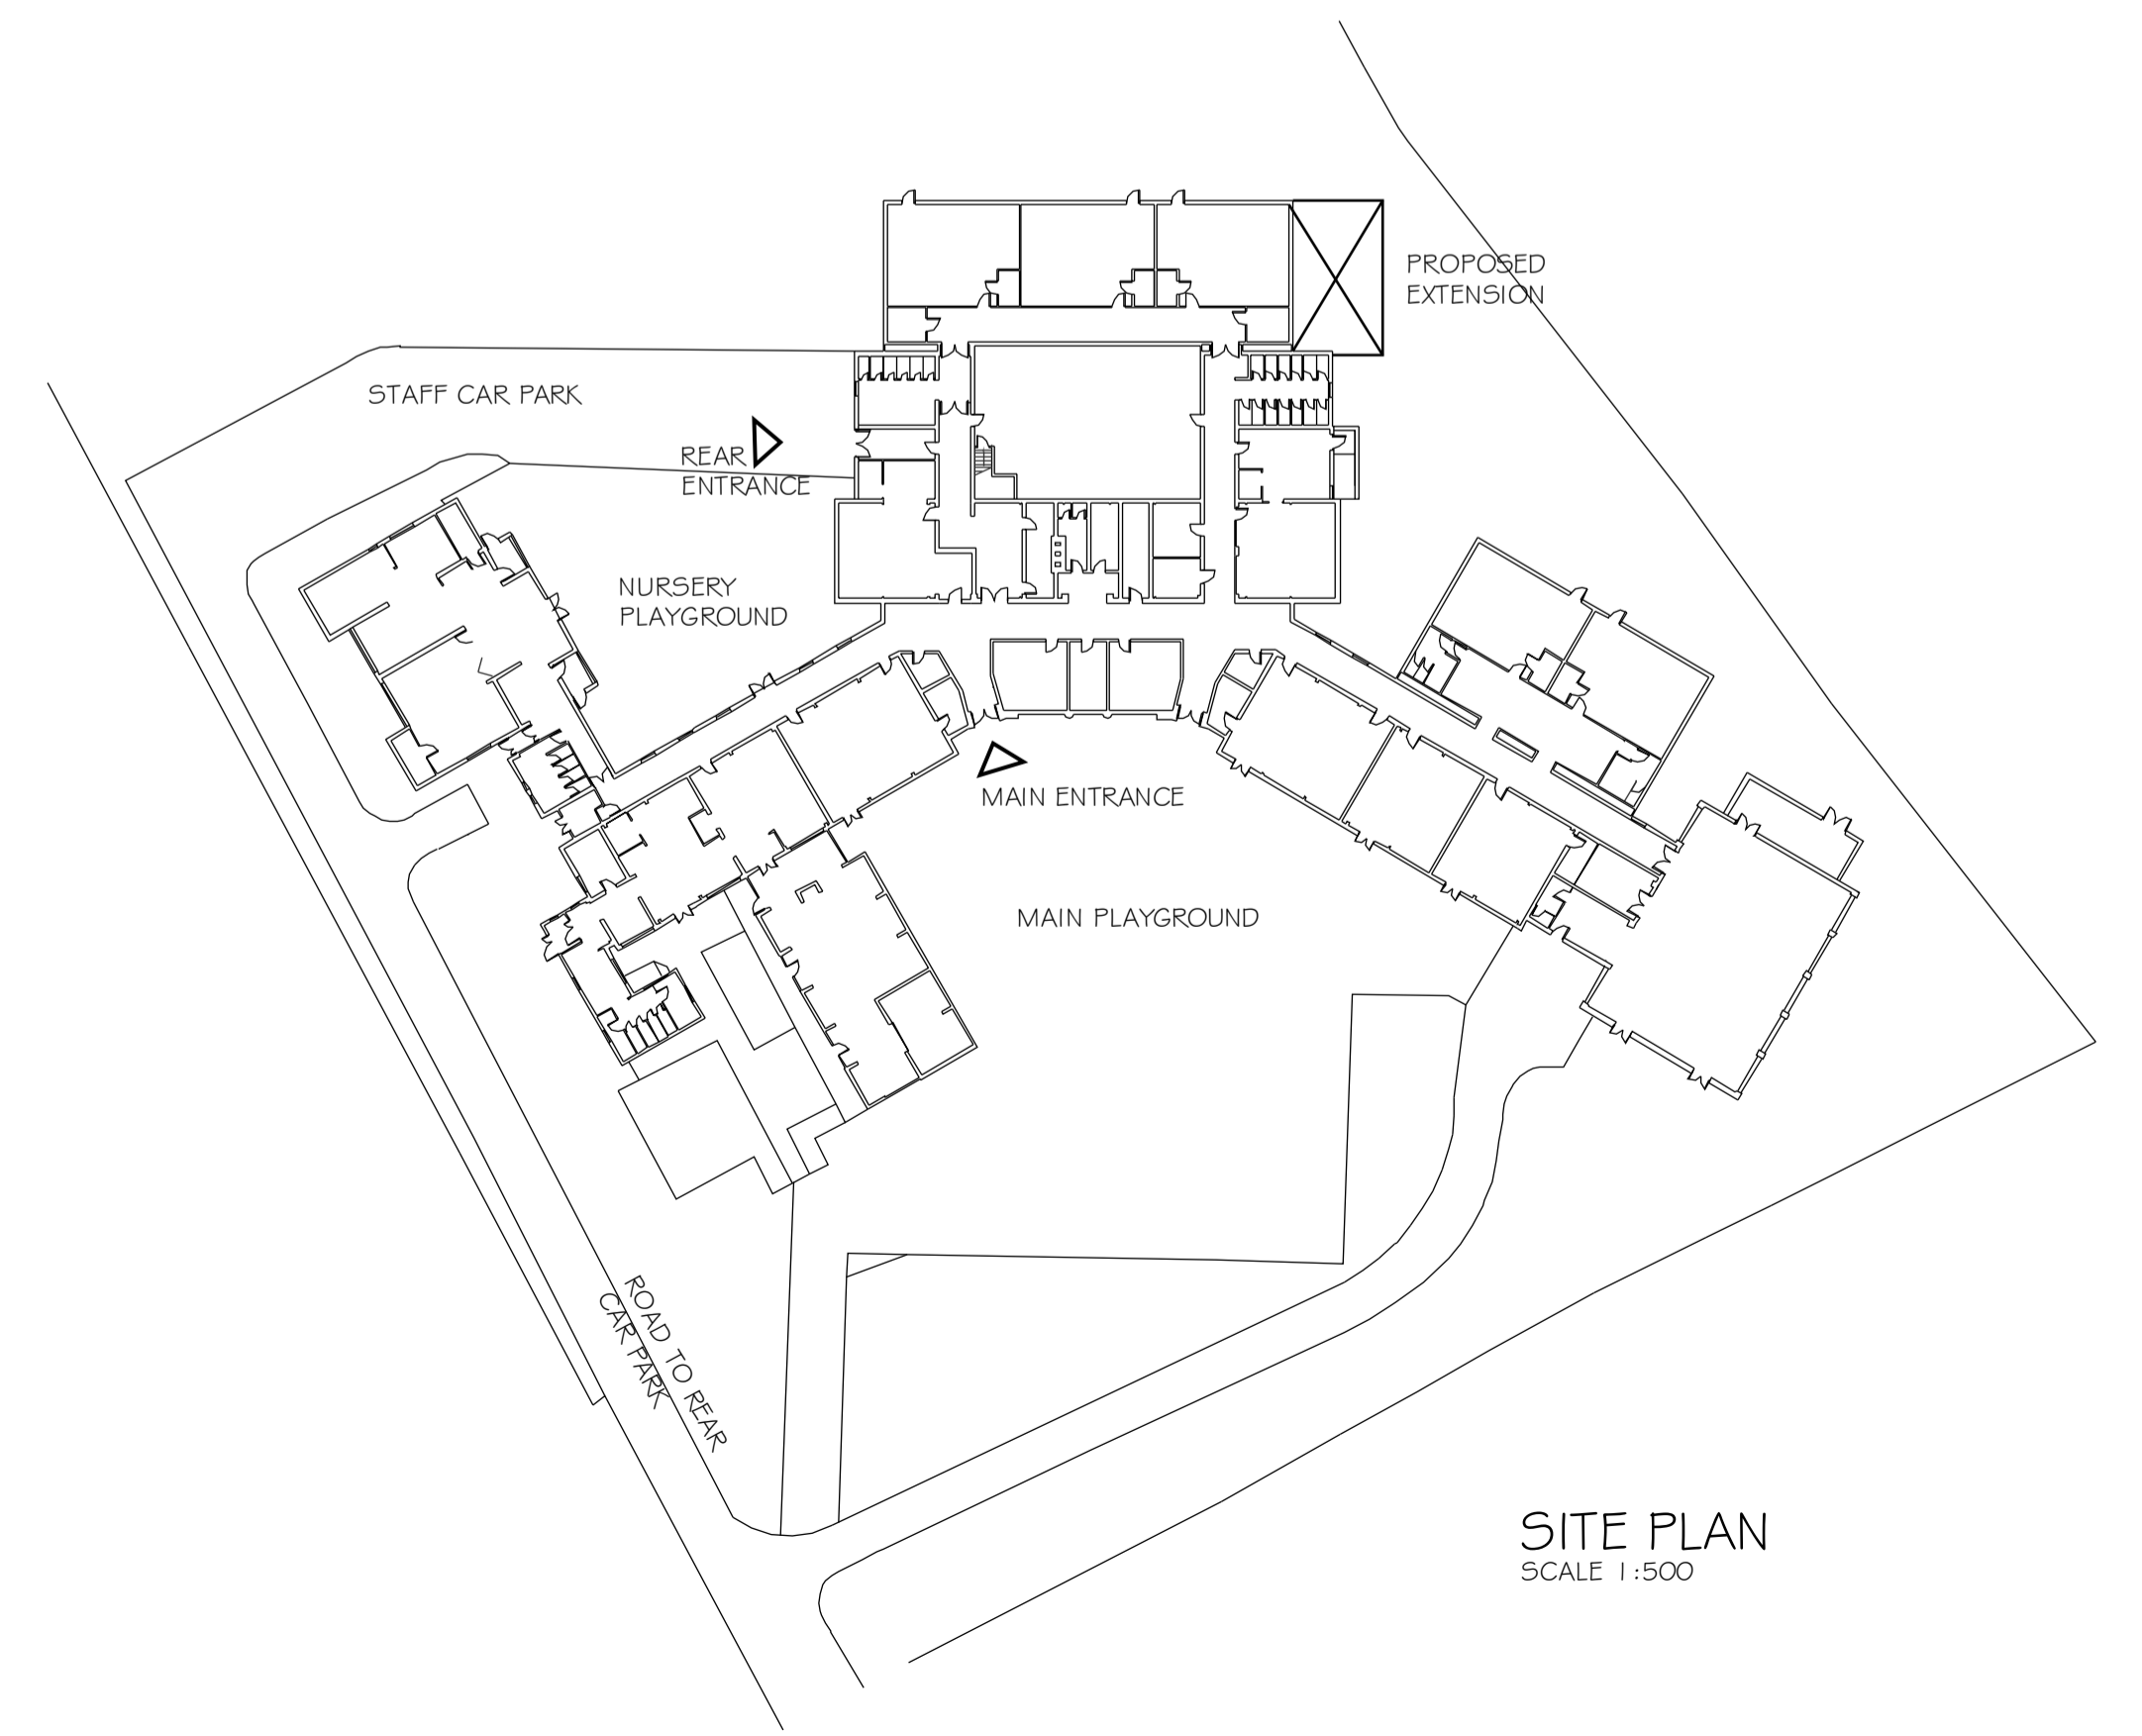 PROPOSED
EXTENSION
STAFF CAR PARK
REAR
ENTRANCE
NURSERY
PLAYGROUND
MAIN ENTRANCE
MAIN PLAYGROUND
ROAD TO REAR
CAR PARK
SITE PLAN
SCALE 1:500